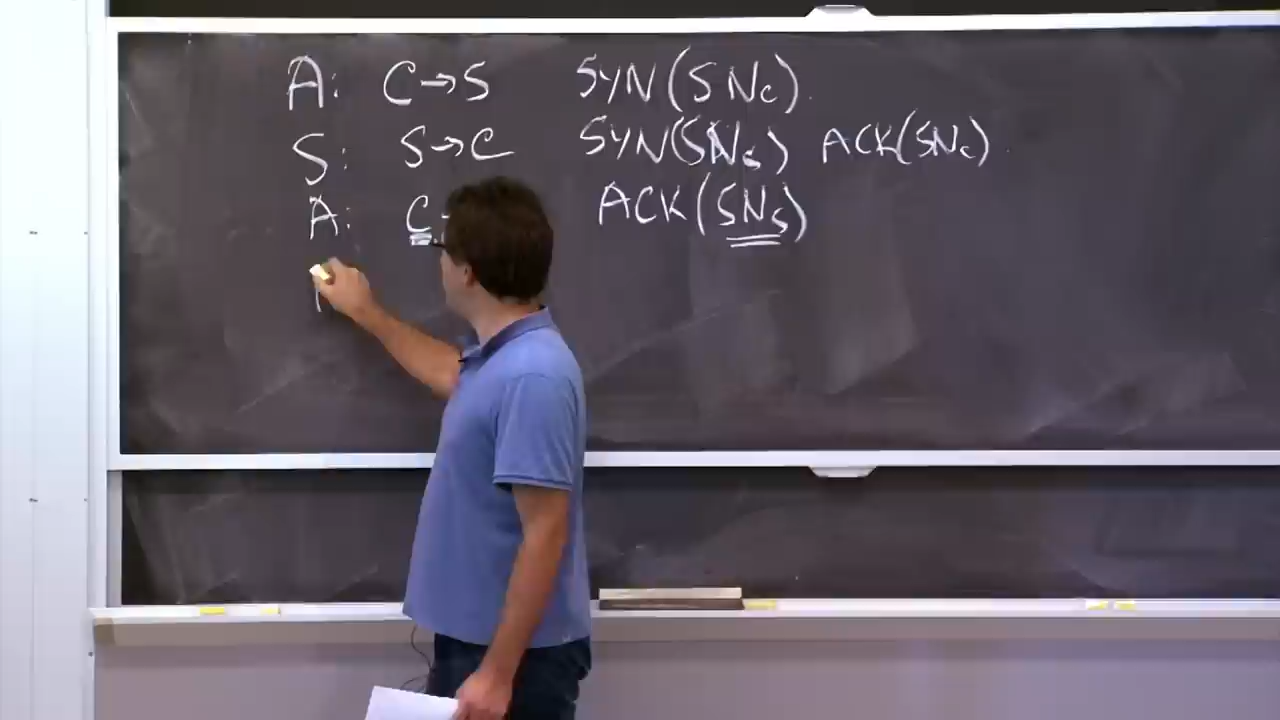 A: C→S SYN(SNc)
S: S→C SYN(SNs) ACK(SNc)
A: C ACK(SNs)